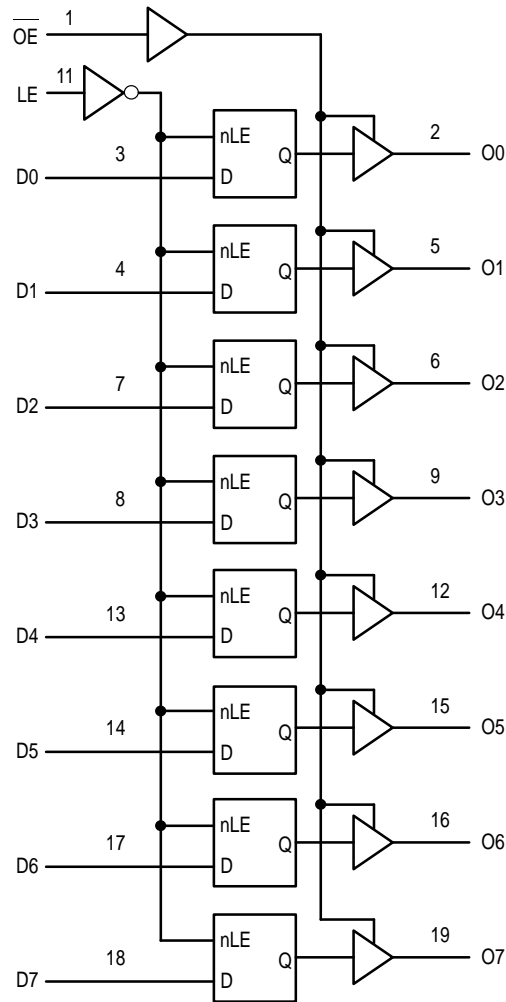 OE 1
LE 11
nLE
D0 3 D Q 2 O0
nLE
D1 4 D Q 5 O1
nLE
D2 7 D Q 6 O2
nLE
D3 8 D Q 9 O3
nLE
D4 13 D Q 12 O4
nLE
D5 14 D Q 15 O5
nLE
D6 17 D Q 16 O6
nLE
D7 18 D Q 19 O7